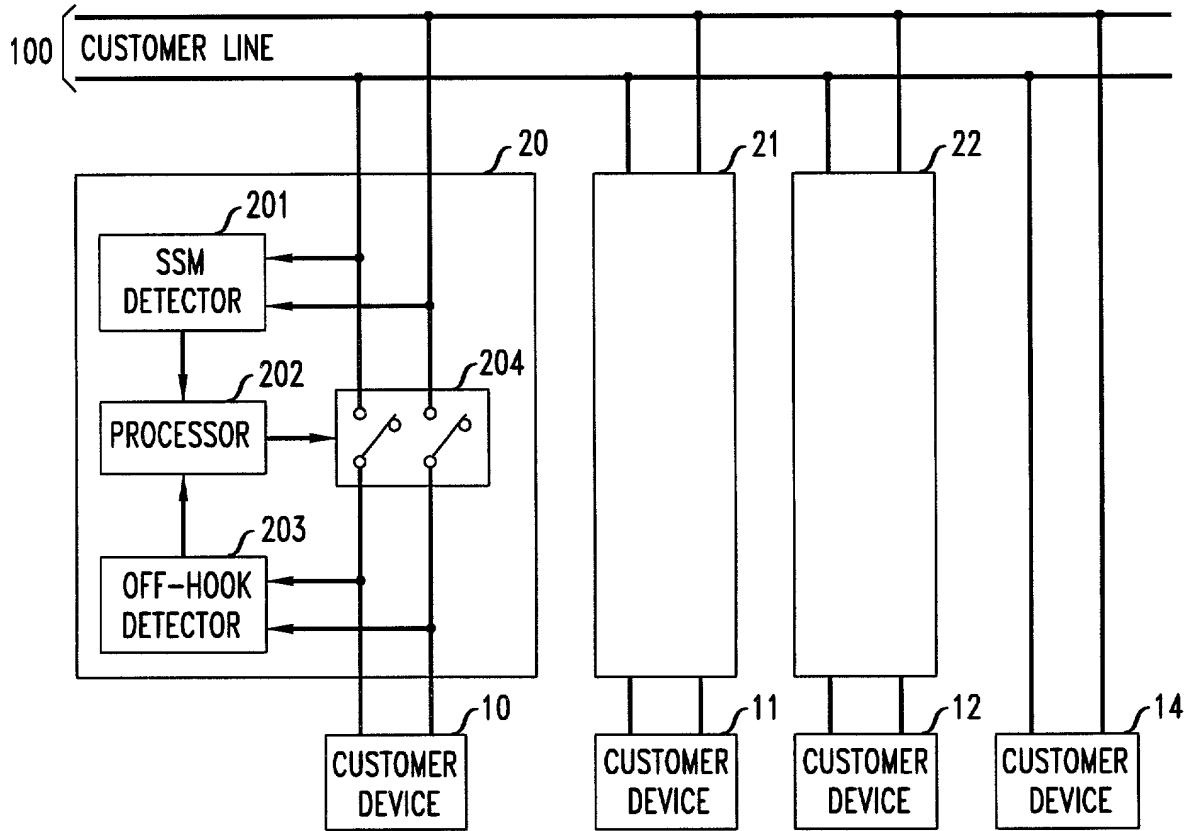 100 CUSTOMER LINE
20
21
22
201
SSM
DETECTOR
202
204
PROCESSOR
203
OFF-HOOK
DETECTOR
10
11
12
14
CUSTOMER
DEVICE
CUSTOMER
DEVICE
CUSTOMER
DEVICE
CUSTOMER
DEVICE